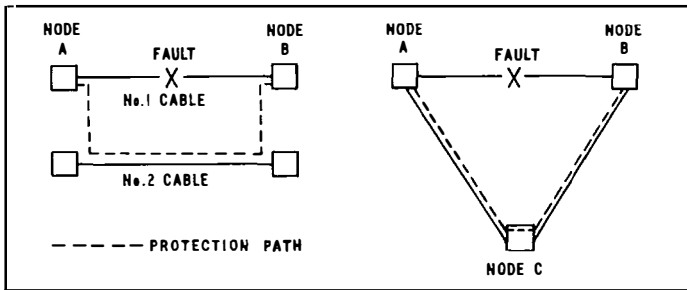 NODE
A
NODE
B
FAULT
No.1 CABLE
No.2 CABLE
PROTECTION PATH
NODE
A
NODE
B
FAULT
NODE C